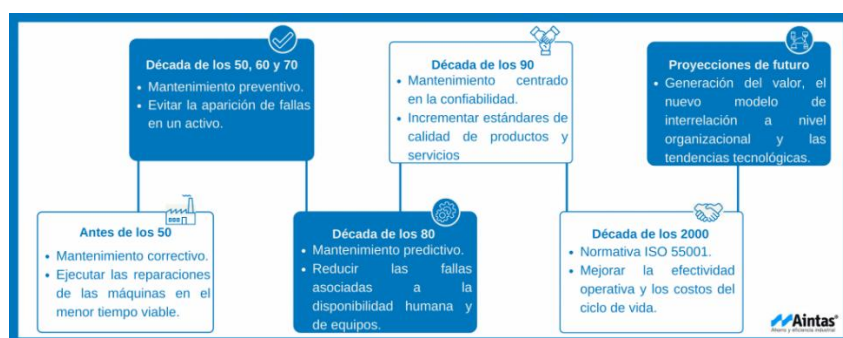 Década de los 50, 60 y 70
• Mantenimiento preventivo.
• Evitar la aparición de fallas
en un activo.
Década de los 90
• Mantenimiento centrado
en la confiabilidad.
• Incrementar estándares de
calidad de productos y
servicios
Proyecciones de futuro
• Generación del valor, el
nuevo modelo de
interrelación a nivel
organizacional y las
tendencias tecnológicas.
Antes de los 50
• Mantenimiento correctivo.
• Ejecutar las reparaciones
de las máquinas en el
menor tiempo viable.
Década de los 80
• Mantenimiento predictivo.
• Reducir las fallas
asociadas a la
disponibilidad humana y
de equipos.
Década de los 2000
• Normativa ISO 55001.
• Mejorar la efectividad
operativa y los costos del
ciclo de vida.
Aintas®
Ahorro y eficiencia industrial